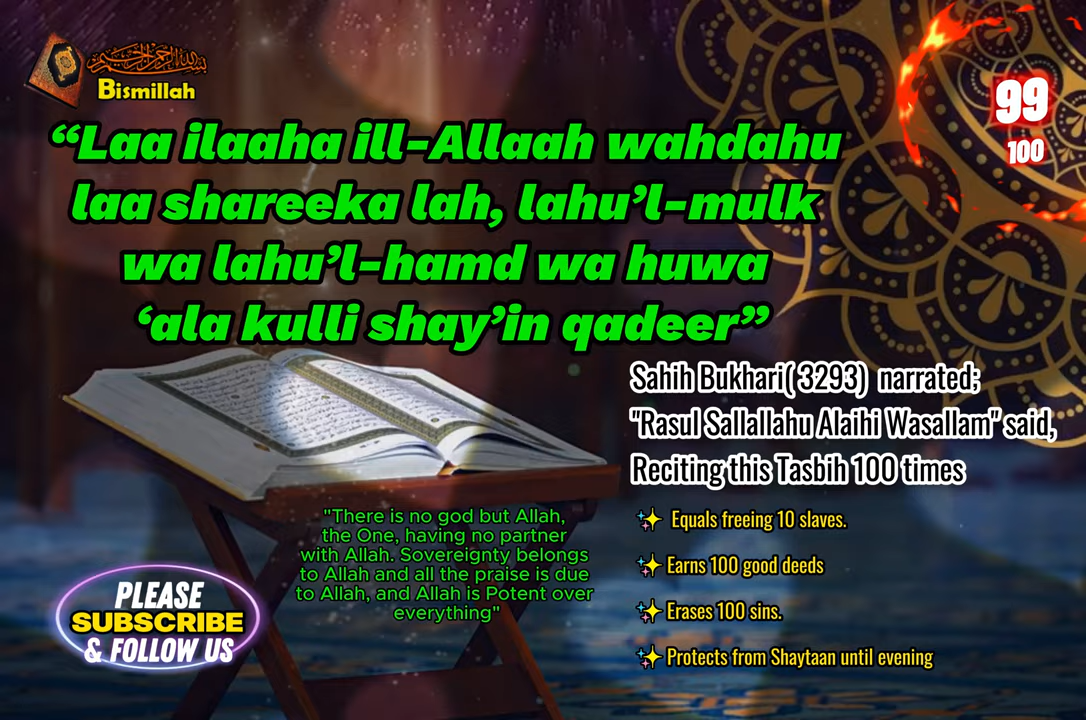 بسم الله الرحمن الرحيم
Bismillah
99
100
“Laa ilaaha ill-Allaah wahdahu
laa shareeka lah, lahu’l-mulk
wa lahu’l-hamd wa huwa
‘ala kulli shay’in qadeer”
Sahih Bukhari(3293) narrated;
"Rasul Sallallahu Alaihi Wasallam" said,
Reciting this Tasbih 100 times
Equals freeing 10 slaves.
Earns 100 good deeds
Erases 100 sins.
Protects from Shaytaan until evening
"There is no god but Allah,
the One, having no partner
with Allah. Sovereignty belongs
to Allah and all the praise is due
to Allah, and Allah is Potent over
everything"
PLEASE
SUBSCRIBE
& FOLLOW US